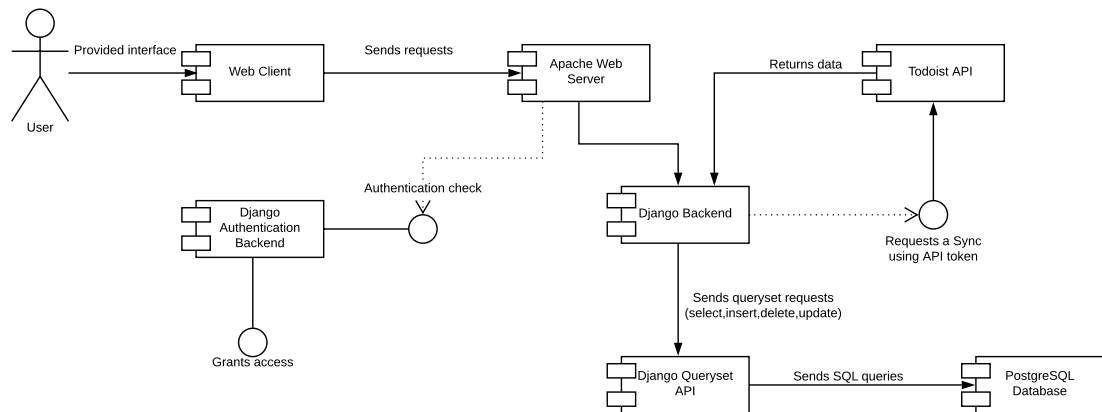 Provided interface
Web Client
Sends requests
Apache Web
Server
Returns data
Todoist API
User
Authentication check
Django
Authentication
Backend
Django Backend
Requests a Sync
using API token
Sends queryset requests
(select,insert,delete,update)
Grants access
Django Queryset
API
Sends SQL queries
PostgreSQL
Database